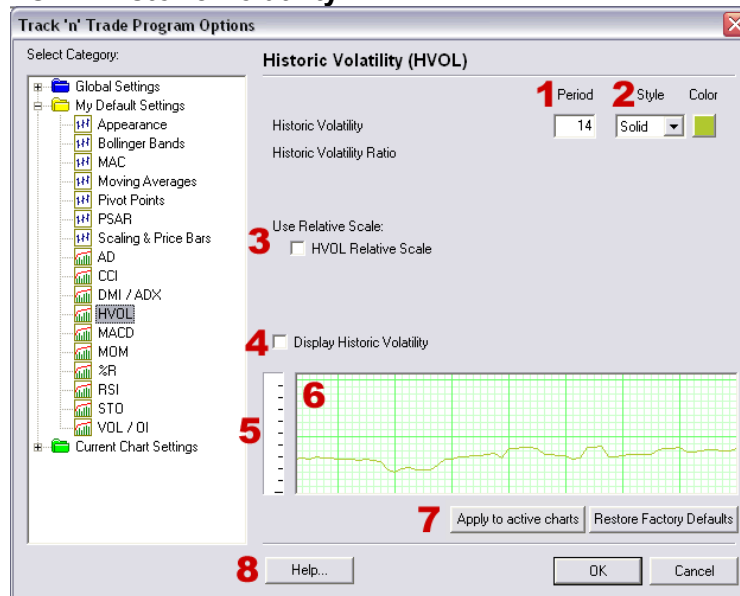 Track 'n' Trade Program Options
Select Category:
Global Settings
My Default Settings
Appearance
Bollinger Bands
MAC
Moving Averages
Pivot Points
PSAR
Scaling & Price Bars
AD
CCI
DMI / ADX
HVOL
MACD
MOM
%R
RSI
STO
VOL / OI
Current Chart Settings
Historic Volatility (HVOL)
1 Period 2 Style Color
Historic Volatility 14 Solid
Historic Volatility Ratio
Use Relative Scale:
3 HVOL Relative Scale
4 Display Historic Volatility
5 6
7 Apply to active charts Restore Factory Defaults
8 Help... OK Cancel